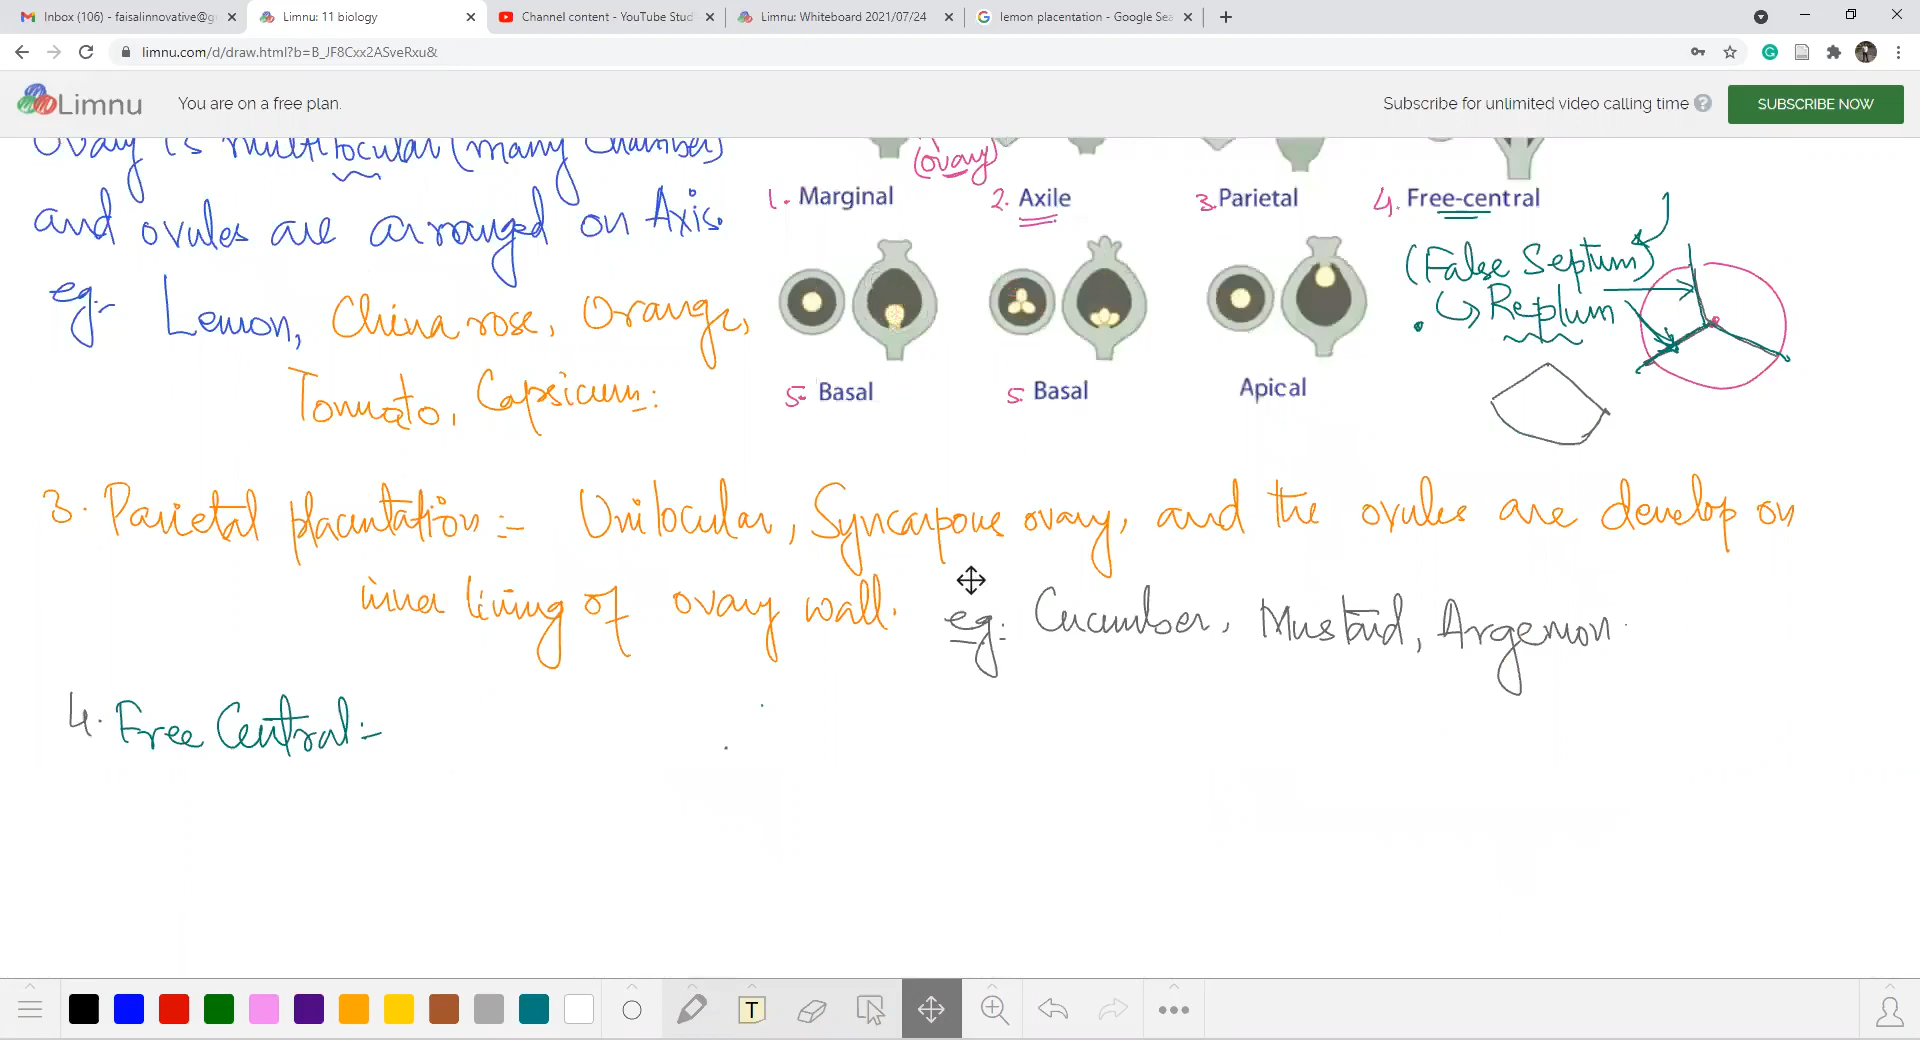 Inbox (106) - faisalinnovative@g
Limnu: 11 biology
Channel content - YouTube Stud
Limnu: Whiteboard 2021/07/24
lemon placentation - Google Sea
limnu.com/d/draw.html?b=B_JF8Cxx2ASveRxu&
Limnu
You are on a free plan.
Subscribe for unlimited video calling time
SUBSCRIBE NOW
Ovary is multilocular (many Chamber)
and ovules are arranged on Axis.
eg:- Lemon, China rose, Orange,
Tomato, Capsicum:
(ovary)
1. Marginal
2. Axile
3. Parietal
4. Free-central
(False Septum)
Replum
5- Basal
5. Basal
Apical
3. Parietal placentation :- Unilocular, Syncarpous ovary, and the ovules are develop on
inner lining of ovary wall.
eg:- Cucumber, Mustard, Argemon.
4. Free Central :-
T